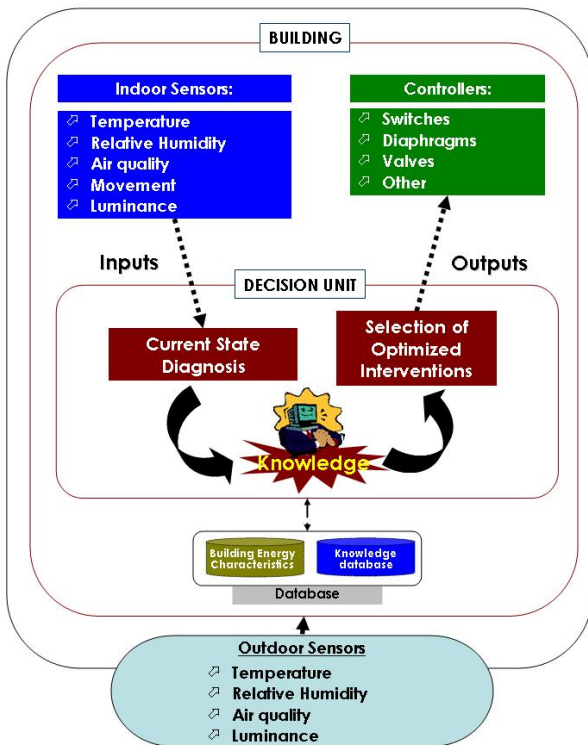 BUILDING
Indoor Sensors:
Temperature
Relative Humidity
Air quality
Movement
Luminance
Controllers:
Switches
Diaphragms
Valves
Other
Inputs
Outputs
DECISION UNIT
Current State
Diagnosis
Selection of
Optimized
Interventions
Knowledge
Building Energy
Characteristics
Knowledge
database
Database
Outdoor Sensors
Temperature
Relative Humidity
Air quality
Luminance